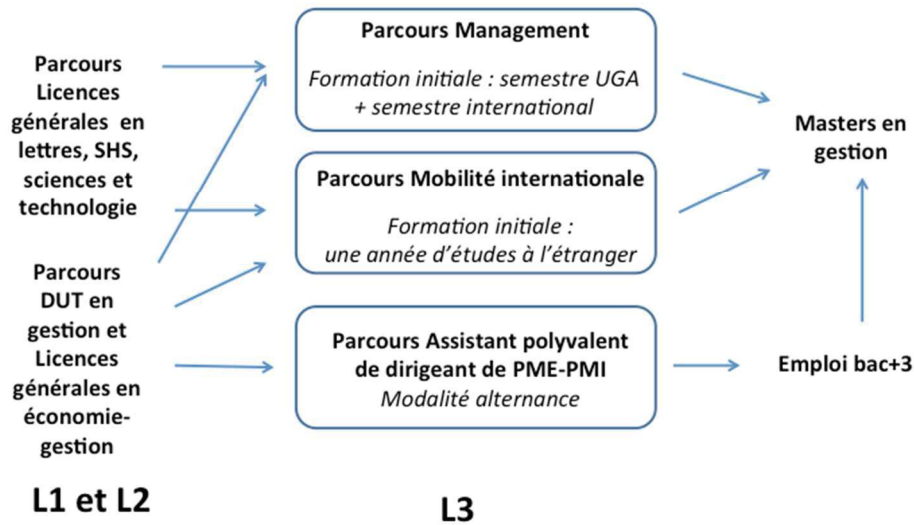 Parcours
Licences
générales en
lettres, SHS,
sciences et
technologie
Parcours
DUT en
gestion et
Licences
générales en
économie-
gestion
L1 et L2
Parcours Management
Formation initiale : semestre UGA
+ semestre international
Parcours Mobilité internationale
Formation initiale :
une année d'études à l'étranger
Parcours Assistant polyvalent
de dirigeant de PME-PMI
Modalité alternance
L3
Masters en
gestion
Emploi bac+3